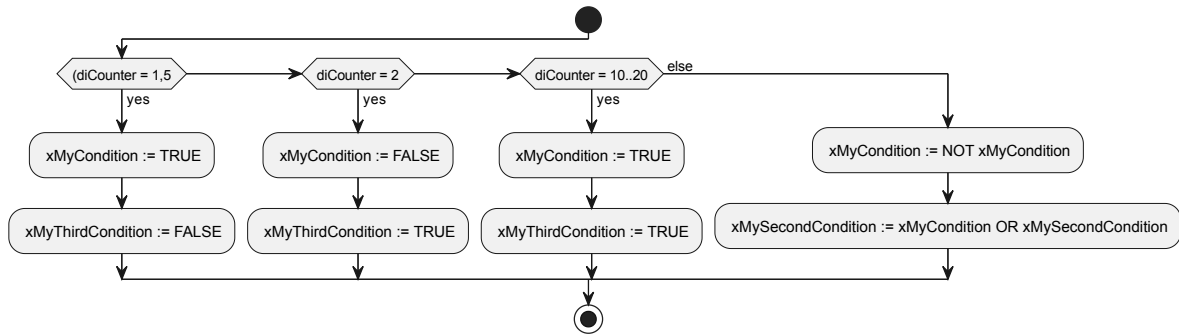 (diCounter = 1,5
yes
diCounter = 2
yes
diCounter = 10..20
else
yes
xMyCondition := TRUE
xMyCondition := FALSE
xMyCondition := TRUE
xMyCondition := NOT xMyCondition
xMyThirdCondition := FALSE
xMyThirdCondition := TRUE
xMyThirdCondition := TRUE
xMySecondCondition := xMyCondition OR xMySecondCondition